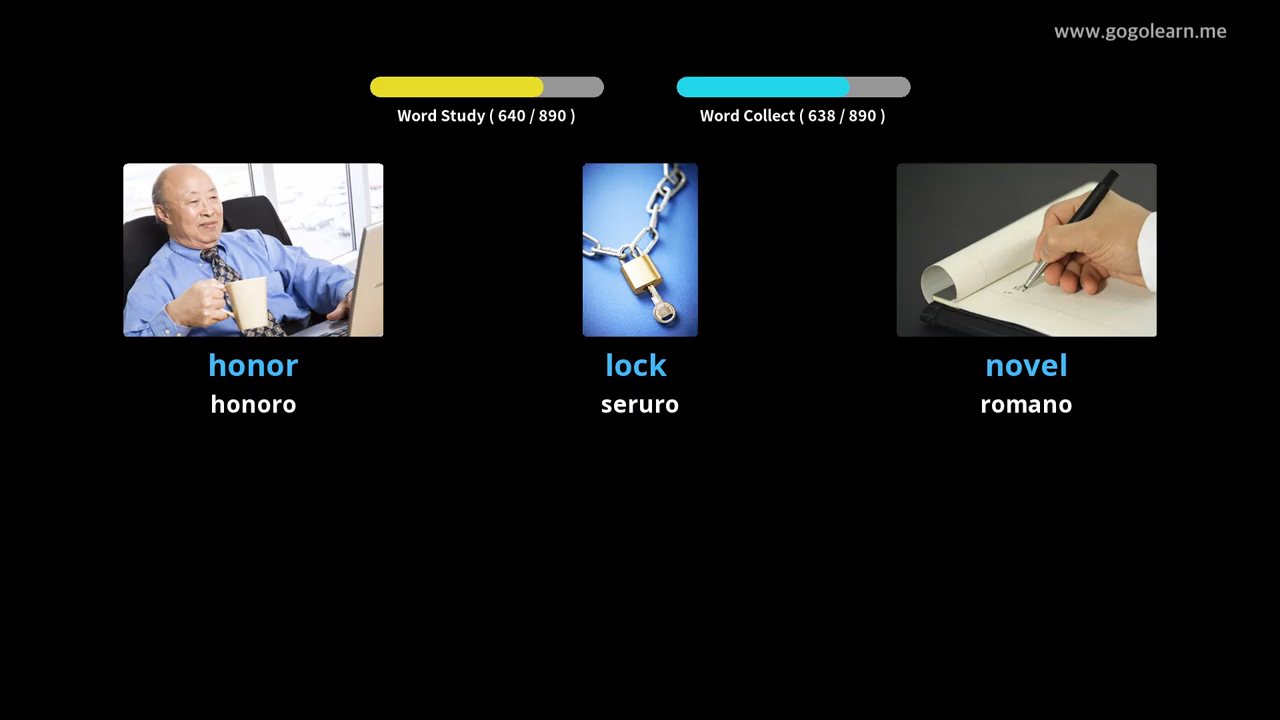 www.gogolearn.me
Word Study ( 640 / 890 )
Word Collect ( 638 / 890 )
honor
honoro
lock
seruro
novel
romano